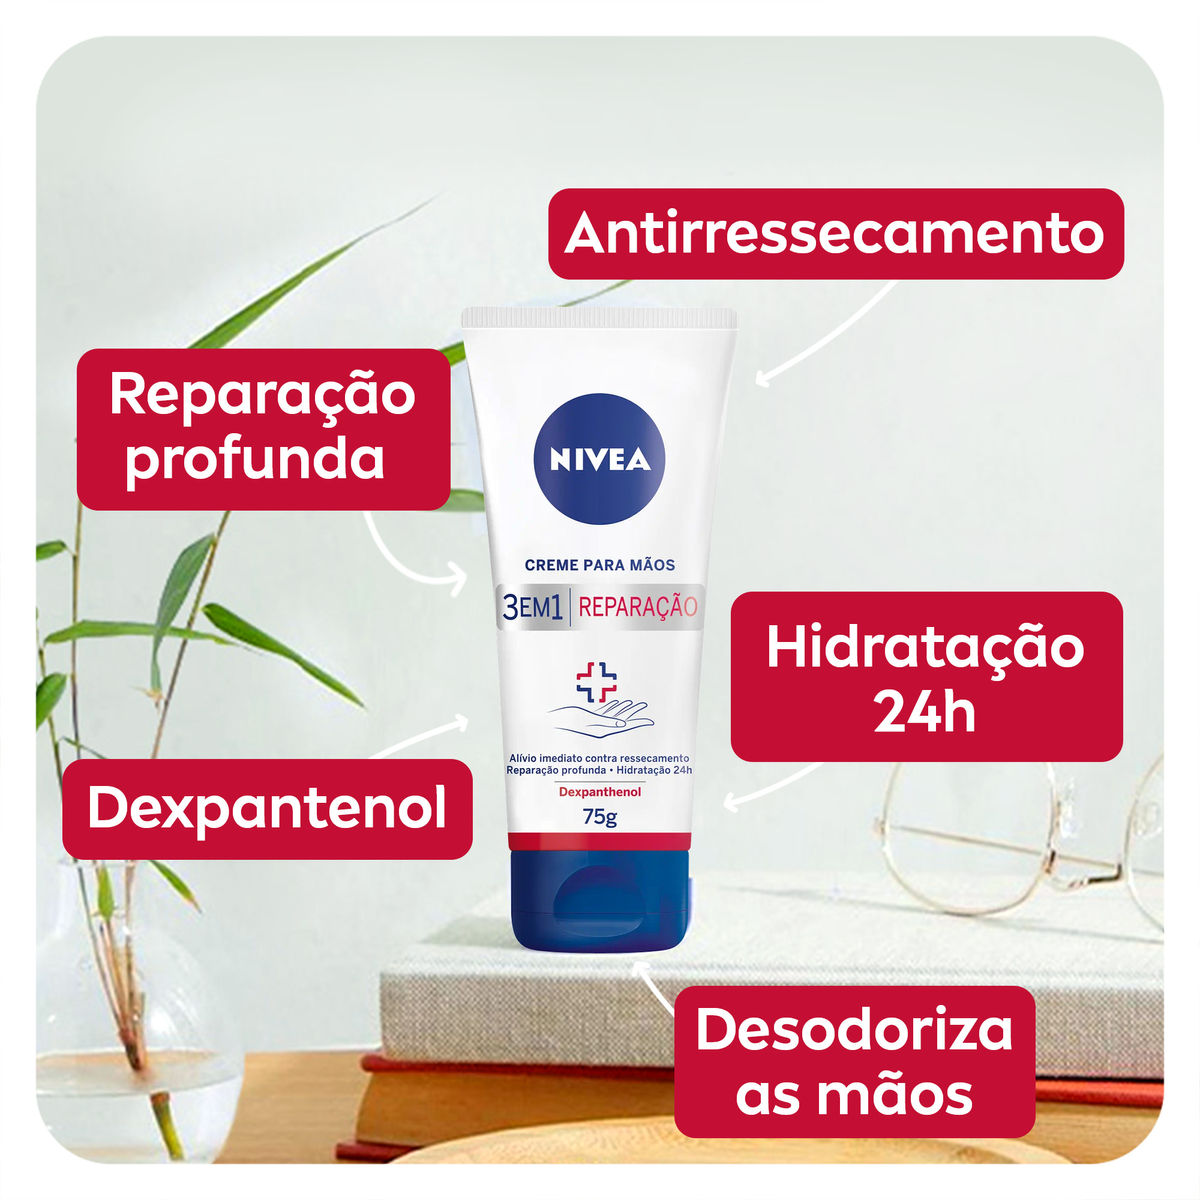 Antirressecamento
Reparação
profunda
NIVEA
CREME PARA MÃOS
3EM1 | REPARAÇÃO
Hidratação
24h
Alívio imediato contra ressecamento
Reparação profunda • Hidratação 24h
Dexpanthenol
75g
Dexpantenol
Desodoriza
as mãos